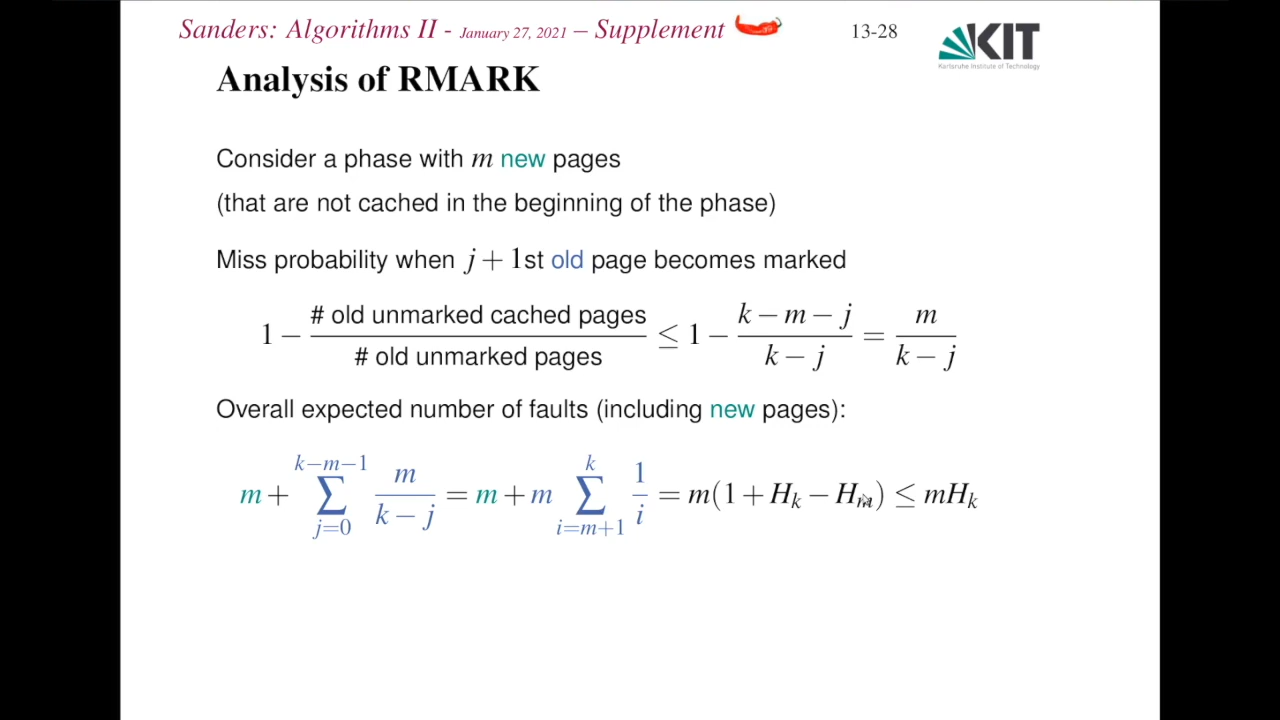 Sanders: Algorithms II - January 27, 2021 – Supplement 13-28
KIT
Karlsruhe Institute of Technology
Analysis of RMARK
Consider a phase with m new pages
(that are not cached in the beginning of the phase)
Miss probability when j + 1st old page becomes marked
1 − # old unmarked cached pages / # old unmarked pages ≤ 1 − k − m − j / k − j = m / k − j
Overall expected number of faults (including new pages):
m + ∑_{j=0}^{k−m−1} m / k − j = m + m ∑_{i=m+1}^{k} 1 / i = m(1 + H_k − H_m) ≤ mH_k